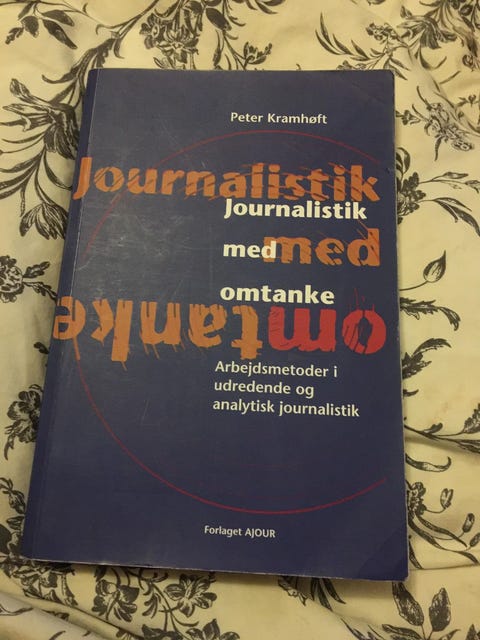 Peter Kramhøft
Journalistik
Journalistik
med
med
omtanke
omtanke
Arbejdsmetoder i
udredende og
analytisk journalistik
Forlaget AJOUR